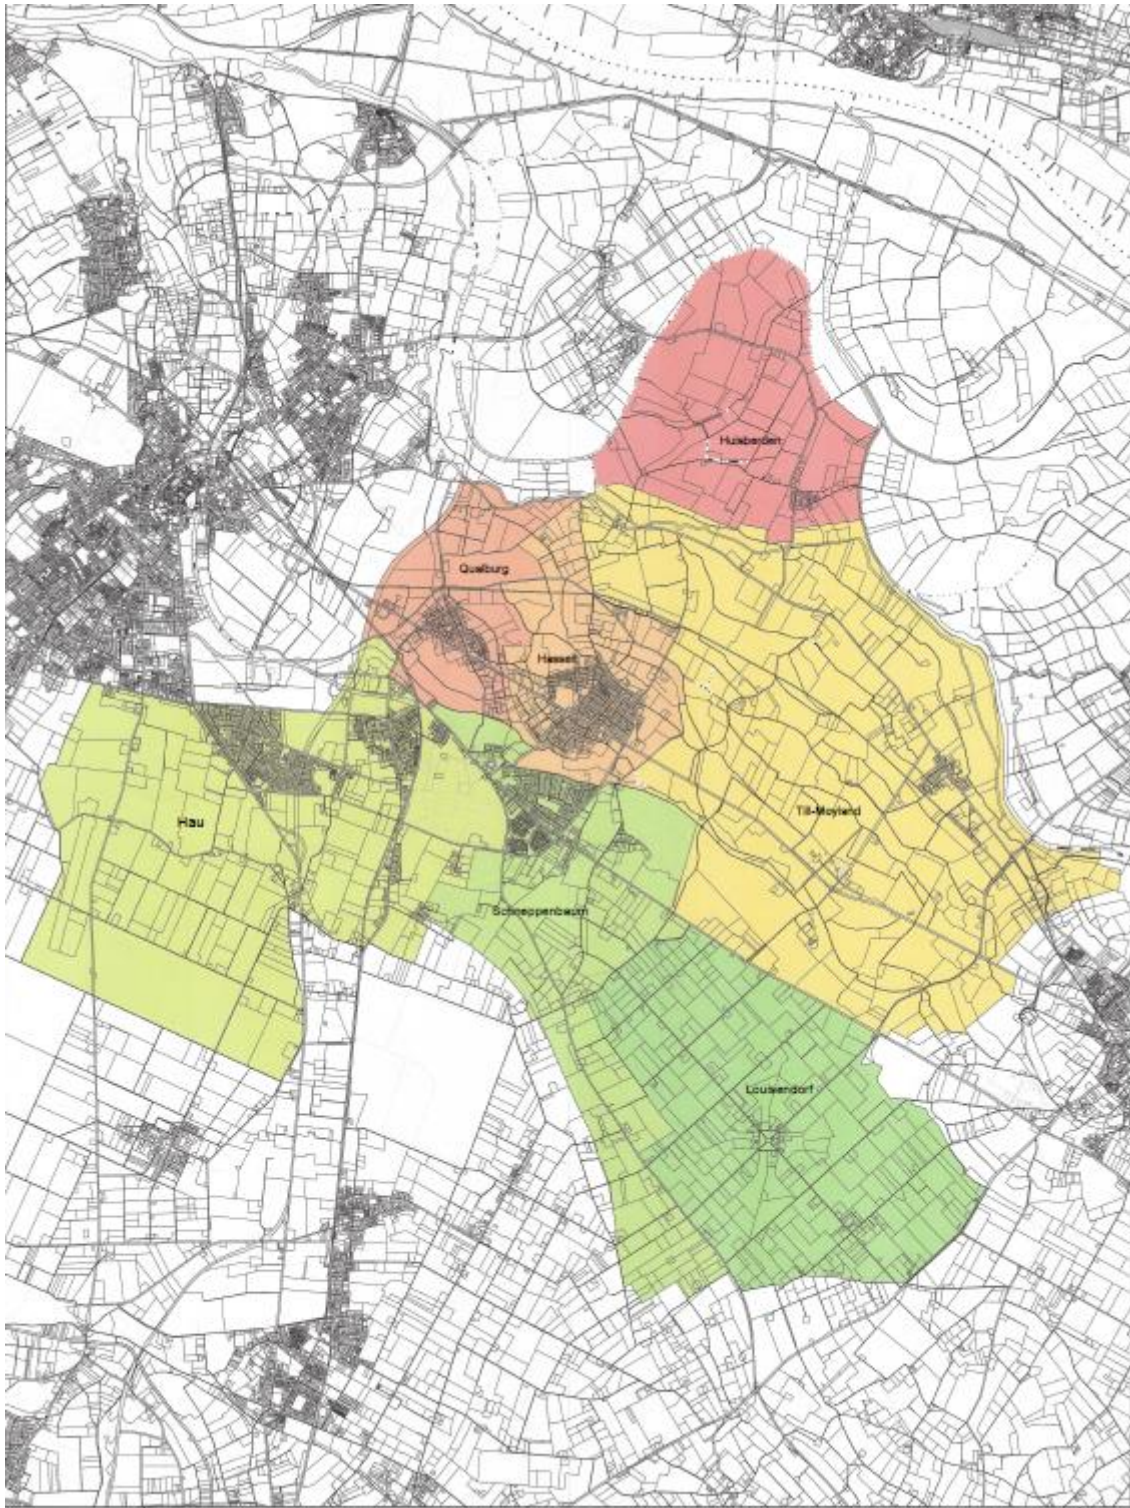 Huisberden
Qualburg
Hasselt
Till-Moyland
Hau
Schneppenbaum
Louisendorf